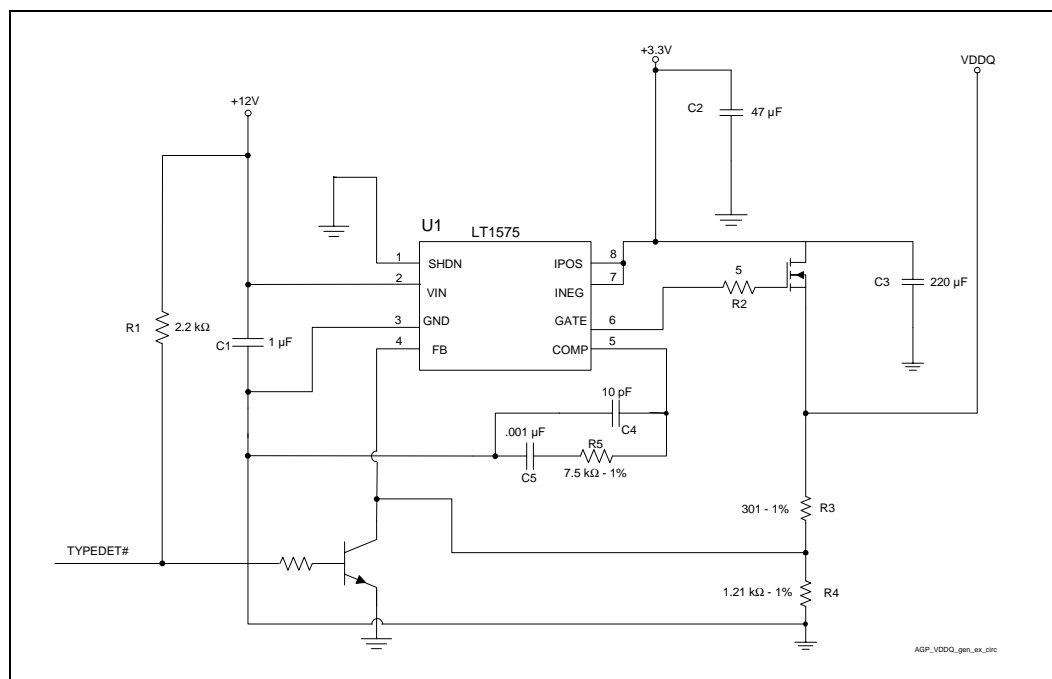 +3.3V
VDDQ
+12V
C2
47 µF
U1
LT1575
1
SHDN
IPOS
8
2
VIN
INEG
7
5
R2
C3
220 µF
R1
2.2 kΩ
C1
1 µF
3
GND
GATE
6
4
FB
COMP
5
10 pF
C4
.001 µF
R5
C5
7.5 kΩ - 1%
301 - 1%
R3
TYPEDET#
1.21 kΩ - 1%
R4
AGP_VDDQ_gen_ex_circ